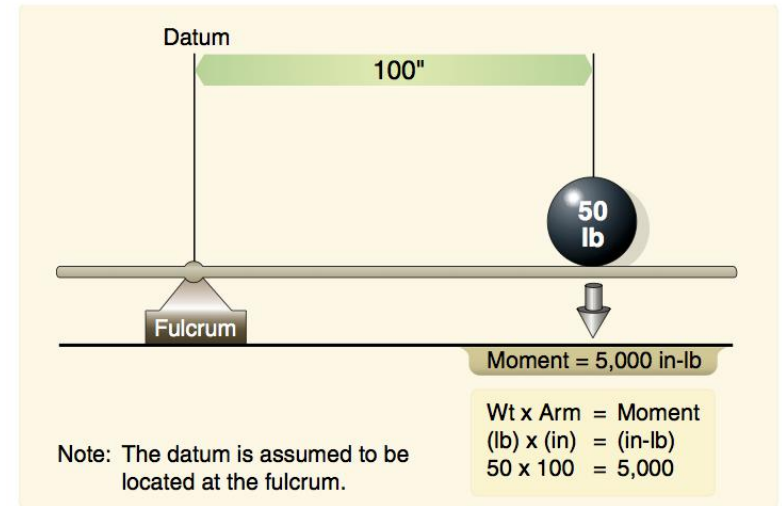 Datum
100"
50
lb
Fulcrum
Moment = 5,000 in-lb
Wt x Arm = Moment
(lb) x (in) = (in-lb)
50 x 100 = 5,000
Note: The datum is assumed to be
located at the fulcrum.